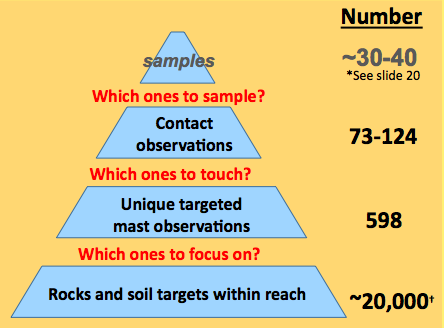 Number
samples
~30-40
*See slide 20
Which ones to sample?
Contact
observations
73-124
Which ones to touch?
Unique targeted
mast observations
598
Which ones to focus on?
Rocks and soil targets within reach
~20,000†